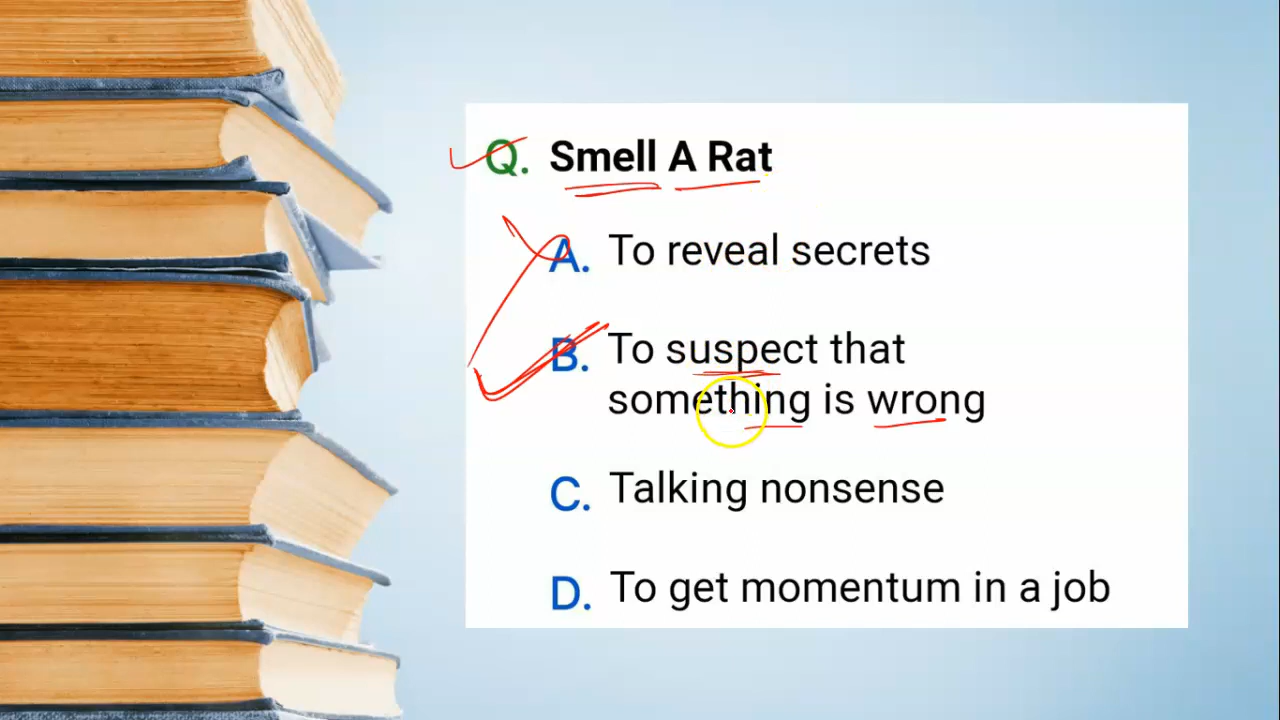 Q. Smell A Rat
A. To reveal secrets
B. To suspect that
something is wrong
C. Talking nonsense
D. To get momentum in a job